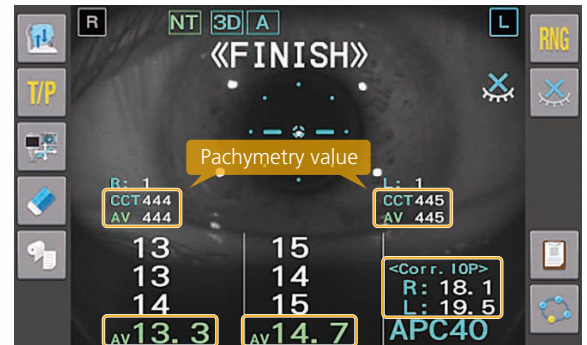 R NT 3D A L
RNG
«FINISH»
T/P
Pachymetry value
R: 1 L: 1
CCT444 CCT445
AV 444 AV 445
13 15
13 14 <Corr. IOP>
14 15 R: 18.1
L: 19.5
AV13.3 AV14.7 APC40